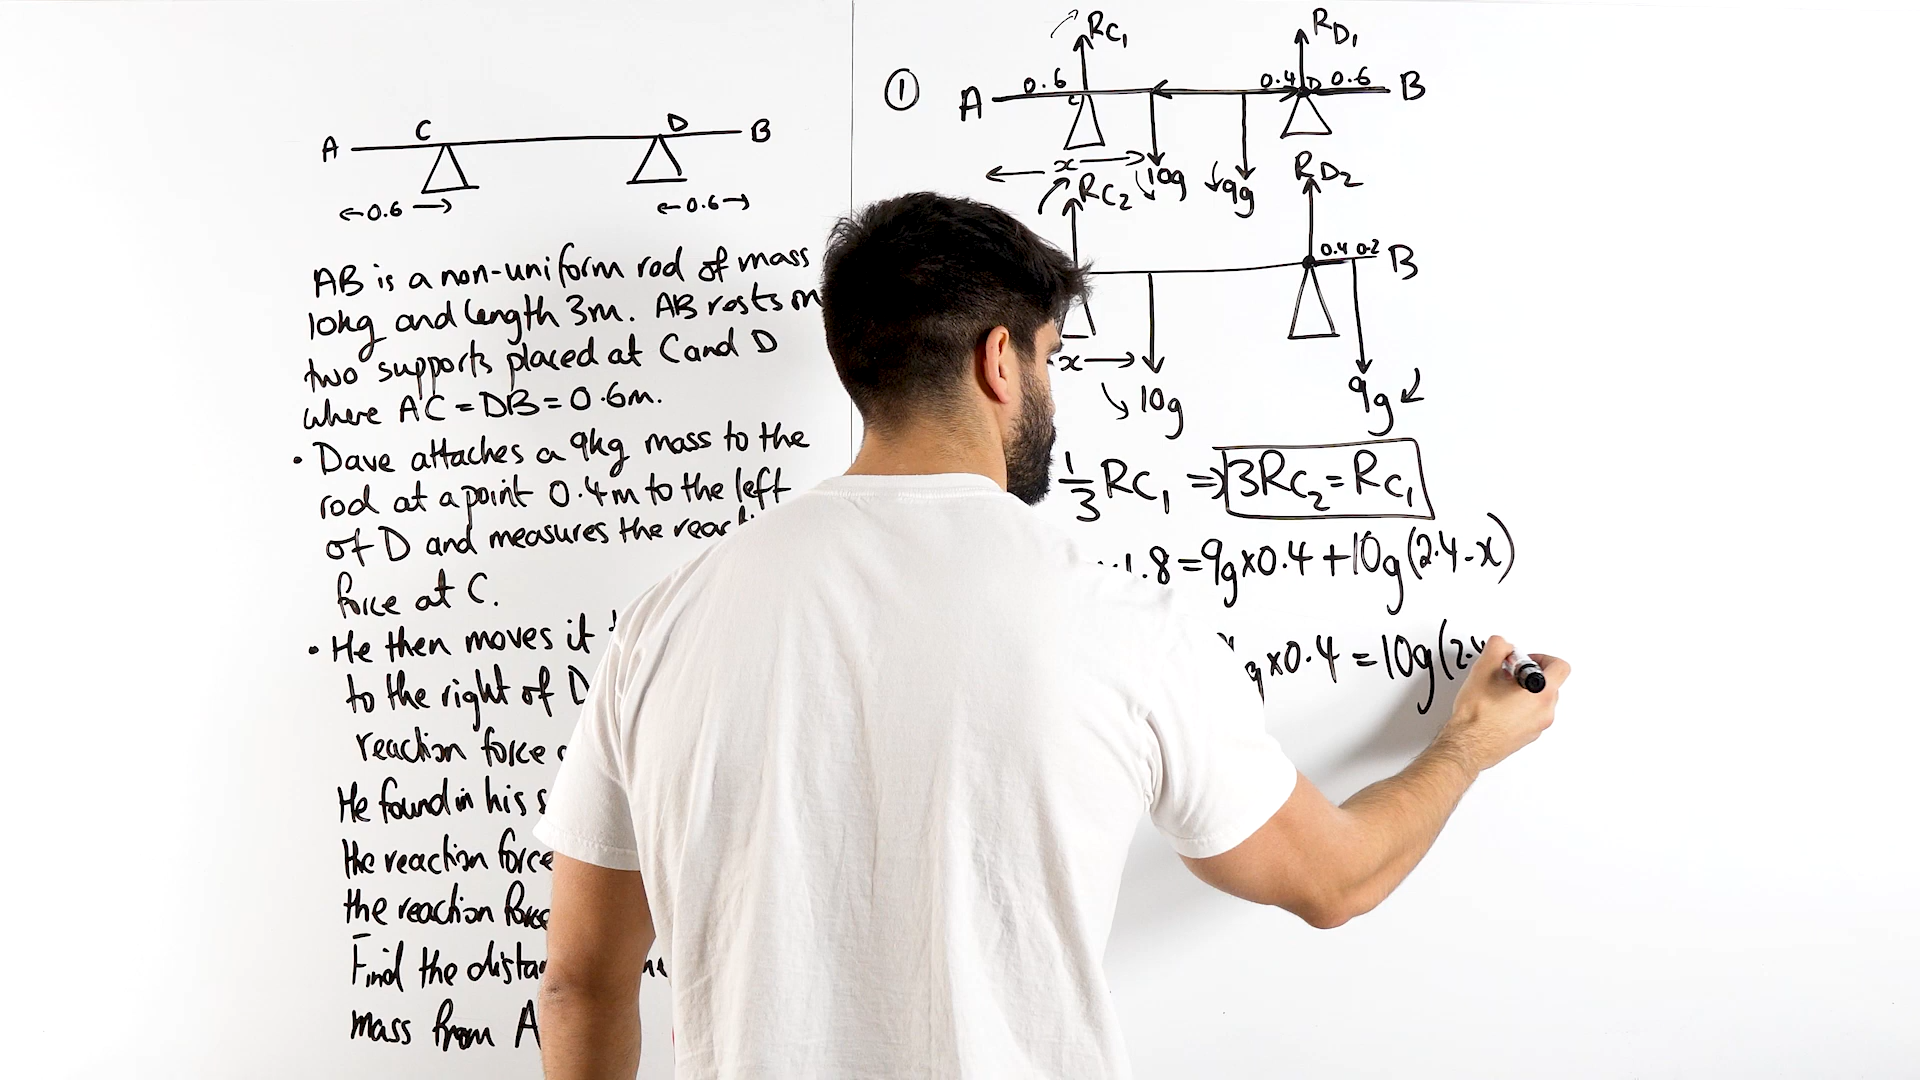 C D
A B
←0.6→ ←0.6→
AB is a non-uniform rod of mass
10kg and length 3m. AB rests on
two supports placed at C and D
where AC = DB = 0.6m.
• Dave attaches a 9kg mass to the
rod at a point 0.4m to the left
of D and measures the
force at C.
• He then moves it
to the right of D
reaction force
He found in his
the reaction force
the reaction force
Find the
mass from A
①
RC₁ RD₁
A 0.6 C 0.4 D 0.6 B
← x → 10g 9g
RC₂ RD₂
0.4 0.2 B
x → 10g 9g
1/3 RC₁ ⇒ 3RC₂ = RC₁
1.8 = 9g×0.4 + 10g(2.4-x)
×0.4 = 10g(2.4